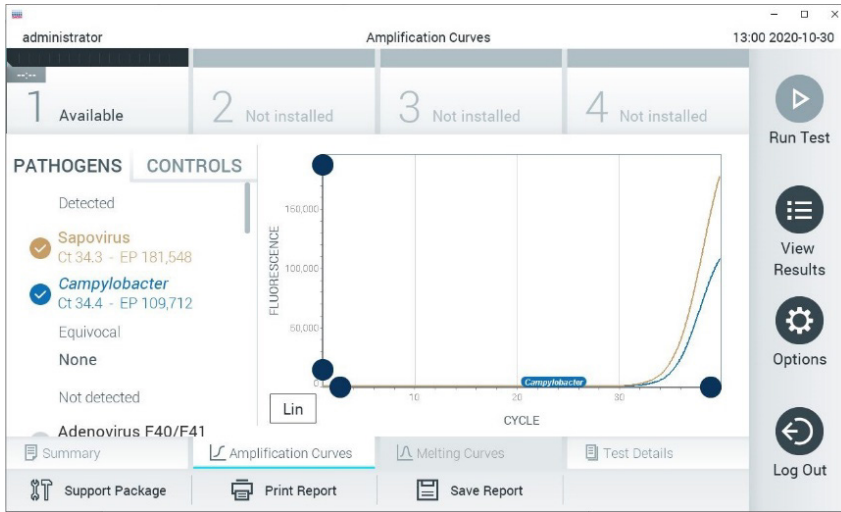 administrator
Amplification Curves
13:00 2020-10-30
--:--
1 Available
2 Not installed
3 Not installed
4 Not installed
Run Test
View
Results
Options
Log Out
PATHOGENS
CONTROLS
Detected
Sapovirus
Ct 34.3 - EP 181,548
Campylobacter
Ct 34.4 - EP 109,712
Equivocal
None
Not detected
Adenovirus F40/F41
FLUORESCENCE
150,000
100,000
50,000
0
Campylobacter
10
20
30
CYCLE
Lin
Summary
Amplification Curves
Melting Curves
Test Details
Support Package
Print Report
Save Report